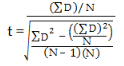 t = (ΣD)/N
√((ΣD² − ((ΣD)²/N))/((N − 1)(N)))